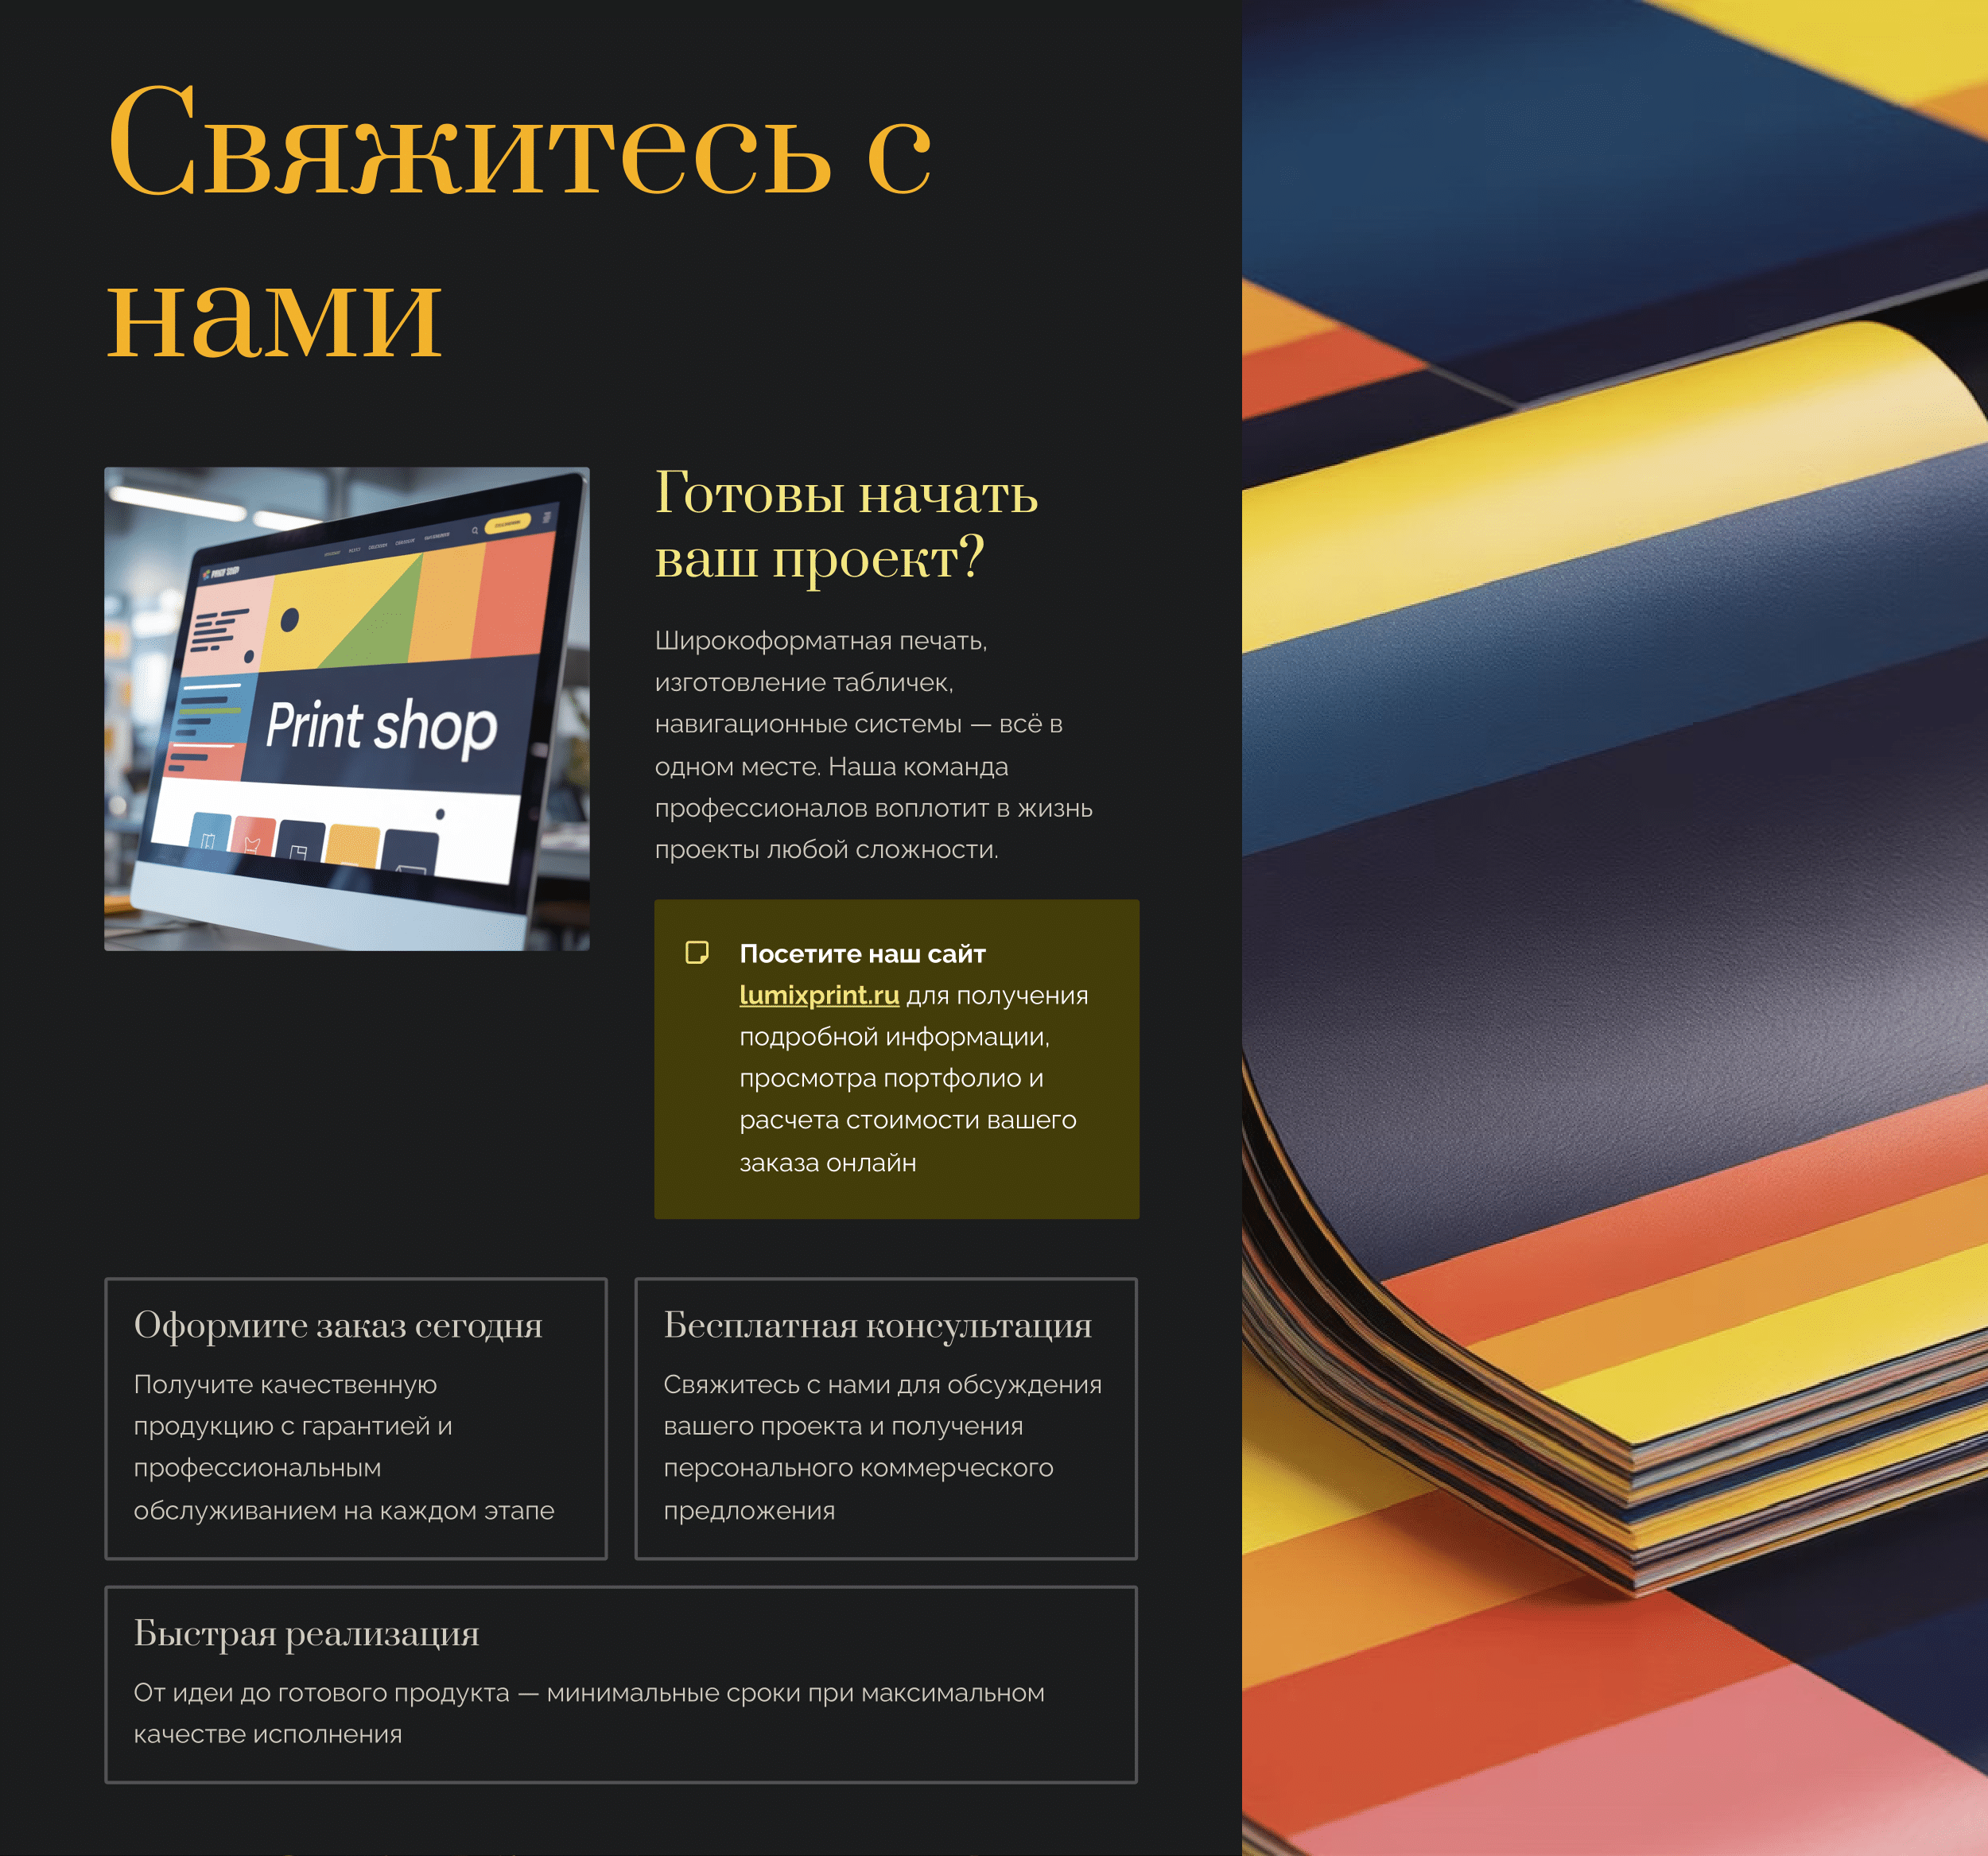 Свяжитесь с
нами
Print shop
Готовы начать
ваш проект?
Широкоформатная печать,
изготовление табличек,
навигационные системы — всё в
одном месте. Наша команда
профессионалов воплотит в жизнь
проекты любой сложности.
Посетите наш сайт
lumixprint.ru для получения
подробной информации,
просмотра портфолио и
расчета стоимости вашего
заказа онлайн
Оформите заказ сегодня
Получите качественную
продукцию с гарантией и
профессиональным
обслуживанием на каждом этапе
Бесплатная консультация
Свяжитесь с нами для обсуждения
вашего проекта и получения
персонального коммерческого
предложения
Быстрая реализация
От идеи до готового продукта — минимальные сроки при максимальном
качестве исполнения